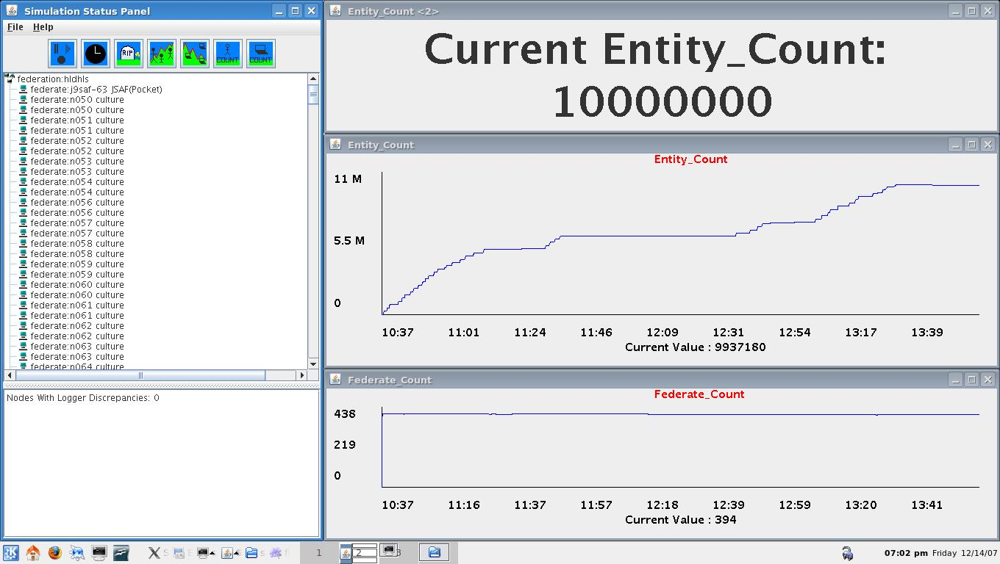 Simulation Status Panel
File Help
RIP COUNT COUNT
federation:hldhls
federate:j9saf-63 JSAF(Pocket)
federate:n050 culture
federate:n050 culture
federate:n051 culture
federate:n051 culture
federate:n052 culture
federate:n052 culture
federate:n053 culture
federate:n053 culture
federate:n054 culture
federate:n054 culture
federate:n056 culture
federate:n056 culture
federate:n057 culture
federate:n057 culture
federate:n058 culture
federate:n058 culture
federate:n059 culture
federate:n059 culture
federate:n060 culture
federate:n060 culture
federate:n061 culture
federate:n061 culture
federate:n062 culture
federate:n062 culture
federate:n063 culture
federate:n063 culture
federate:n064 culture
Nodes With Logger Discrepancies: 0
Entity_Count <2>
Current Entity_Count:
10000000
Entity_Count
Entity_Count
11 M
5.5 M
0
10:37 11:01 11:24 11:46 12:09 12:31 12:54 13:17 13:39
Current Value : 9937180
Federate_Count
Federate_Count
438
219
0
10:37 11:16 11:37 11:57 12:18 12:39 12:59 13:20 13:41
Current Value : 394
1 2 3 07:02 pm Friday 12/14/07